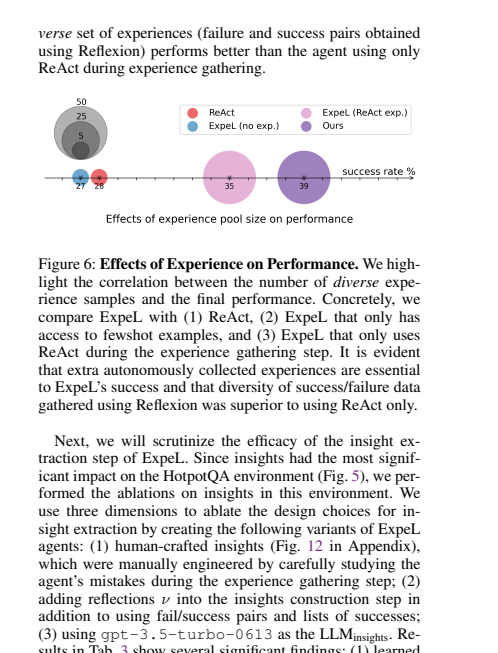 verse set of experiences (failure and success pairs obtained
using Reflexion) performs better than the agent using only
ReAct during experience gathering.
50
25
5
ReAct
ExpeL (no exp.)
ExpeL (ReAct exp.)
Ours
success rate %
27
28
35
39
Effects of experience pool size on performance
Figure 6: Effects of Experience on Performance. We high-
light the correlation between the number of diverse expe-
rience samples and the final performance. Concretely, we
compare ExpeL with (1) ReAct, (2) ExpeL that only has
access to fewshot examples, and (3) ExpeL that only uses
ReAct during the experience gathering step. It is evident
that extra autonomously collected experiences are essential
to ExpeL's success and that diversity of success/failure data
gathered using Reflexion was superior to using ReAct only.
Next, we will scrutinize the efficacy of the insight ex-
traction step of ExpeL. Since insights had the most signif-
icant impact on the HotpotQA environment (Fig. 5), we per-
formed the ablations on insights in this environment. We
use three dimensions to ablate the design choices for in-
sight extraction by creating the following variants of ExpeL
agents: (1) human-crafted insights (Fig. 12 in Appendix),
which were manually engineered by carefully studying the
agent's mistakes during the experience gathering step; (2)
adding reflections ν into the insights construction step in
addition to using fail/success pairs and lists of successes;
(3) using gpt-3.5-turbo-0613 as the LLMinsights. Re-
sults in Tab. 3 show several significant findings: (1) learned